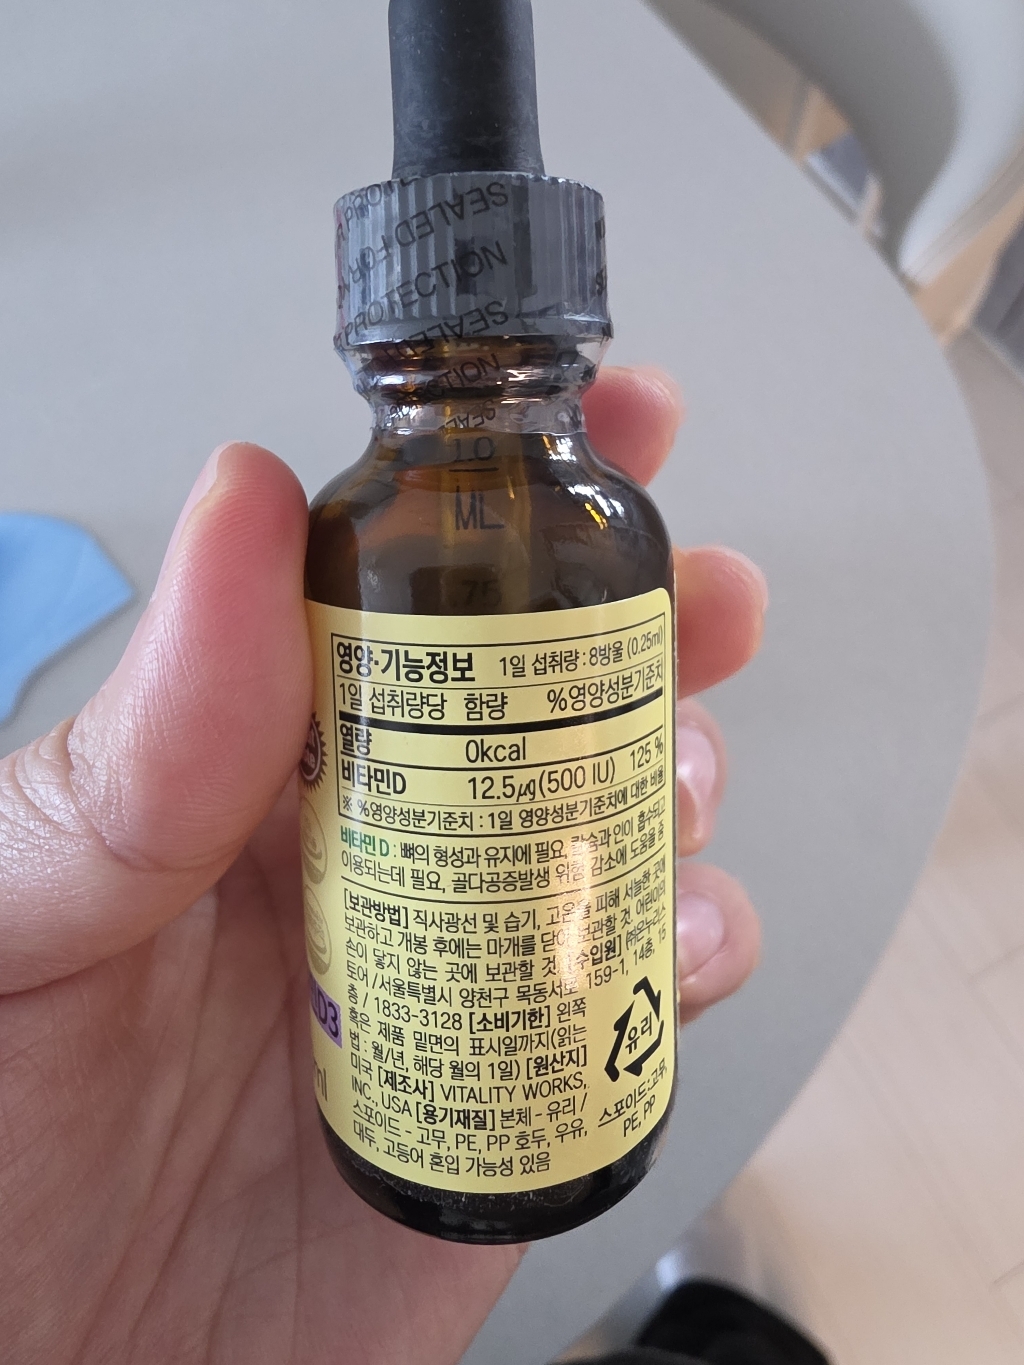 SEALED FOR
PROTECTION
SEALED
1.0
ML
.75
영양·기능정보 1일 섭취량 : 8방울 (0.25ml)
1일 섭취량당 함량 %영양성분기준치
열량 0kcal
비타민D 12.5㎍(500 IU) 125 %
※ %영양성분기준치 : 1일 영양성분기준치에 대한 비율
비타민 D : 뼈의 형성과 유지에 필요, 칼슘과 인이 흡수되고
이용되는데 필요, 골다공증발생 위험 감소에 도움을 줌
[보관방법] 직사광선 및 습기, 고온을 피해 서늘한 곳에
보관하고 개봉 후에는 마개를 닫아 보관할 것. 어린이의
손이 닿지 않는 곳에 보관할 것 [수입원] ㈜온누리스
토어 / 서울특별시 양천구 목동서로 159-1, 14층, 15
층 / 1833-3128 [소비기한] 왼쪽
혹은 제품 밑면의 표시일까지(읽는
법 : 월/년, 해당 월의 1일) [원산지]
미국 [제조사] VITALITY WORKS,
INC., USA [용기재질] 본체 - 유리 /
스포이드 - 고무, PE, PP 호두, 우유,
대두, 고등어 혼입 가능성 있음
유리
스포이드:고무,
PE, PP
D3
ml